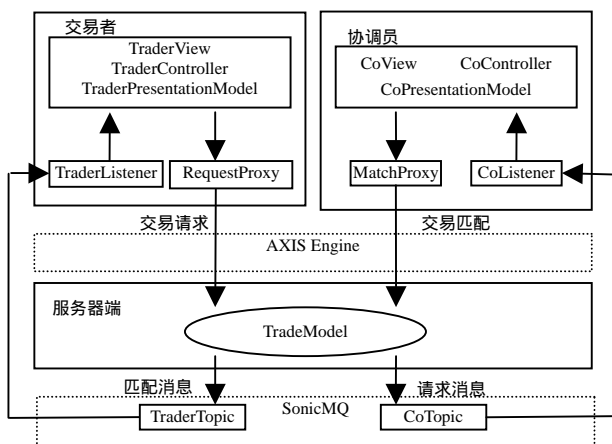 交易者
TraderView
TraderController
TraderPresentationModel
TraderListener
RequestProxy
协调员
CoView CoController
CoPresentationModel
MatchProxy
CoListener
交易请求
交易匹配
AXIS Engine
服务器端
TradeModel
匹配消息
请求消息
TraderTopic
SonicMQ
CoTopic